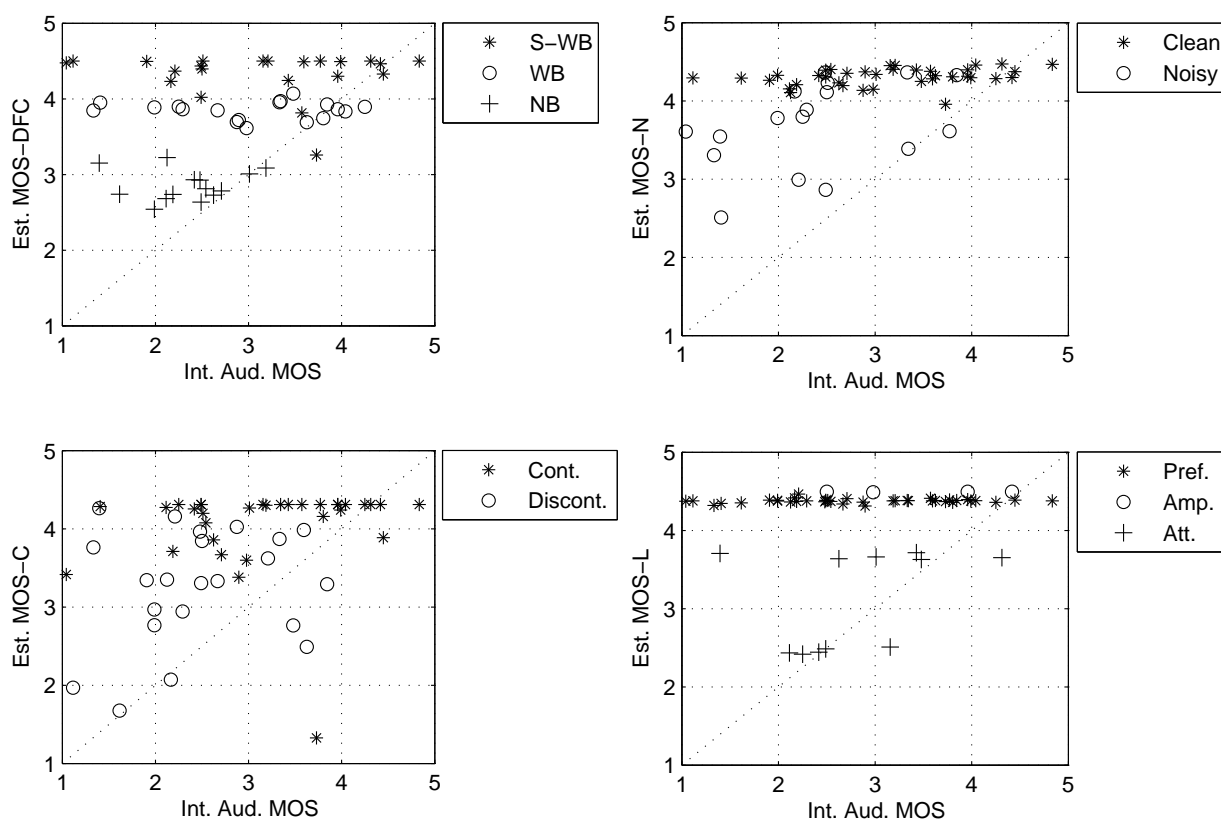 Est. MOS-DFC
5
4
3
2
1
1 2 3 4 5
Int. Aud. MOS
S-WB
WB
NB
Est. MOS-N
5
4
3
2
1
1 2 3 4 5
Int. Aud. MOS
Clean
Noisy
Est. MOS-C
5
4
3
2
1
1 2 3 4 5
Int. Aud. MOS
Cont.
Discont.
Est. MOS-L
5
4
3
2
1
1 2 3 4 5
Int. Aud. MOS
Pref.
Amp.
Att.